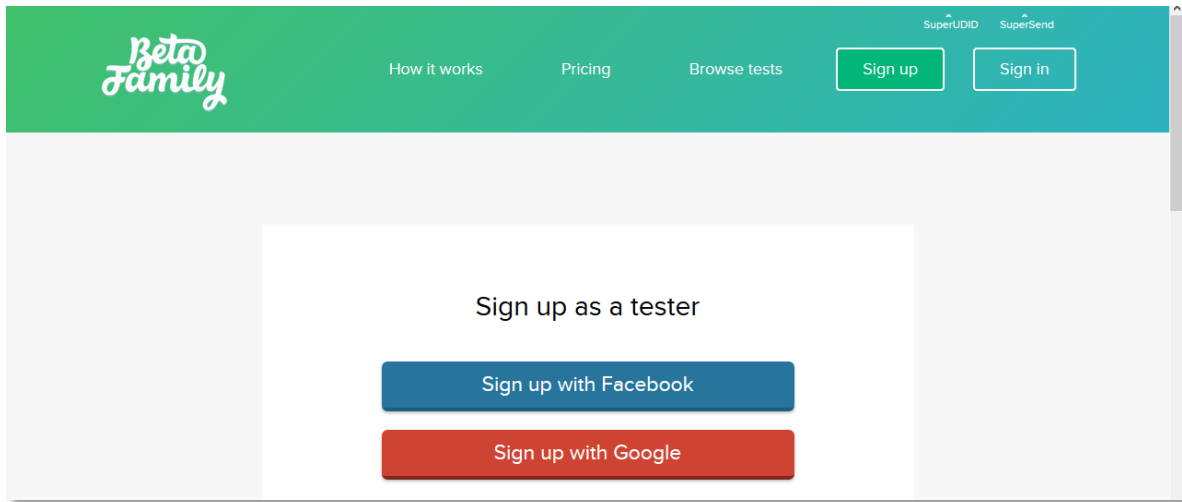 SuperUDID SuperSend
Beta
Family
How it works Pricing Browse tests Sign up Sign in
Sign up as a tester
Sign up with Facebook
Sign up with Google